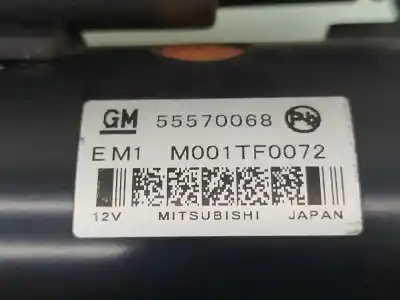 GM 55570068 Pb
EM1 M001TF0072
12V MITSUBISHI JAPAN